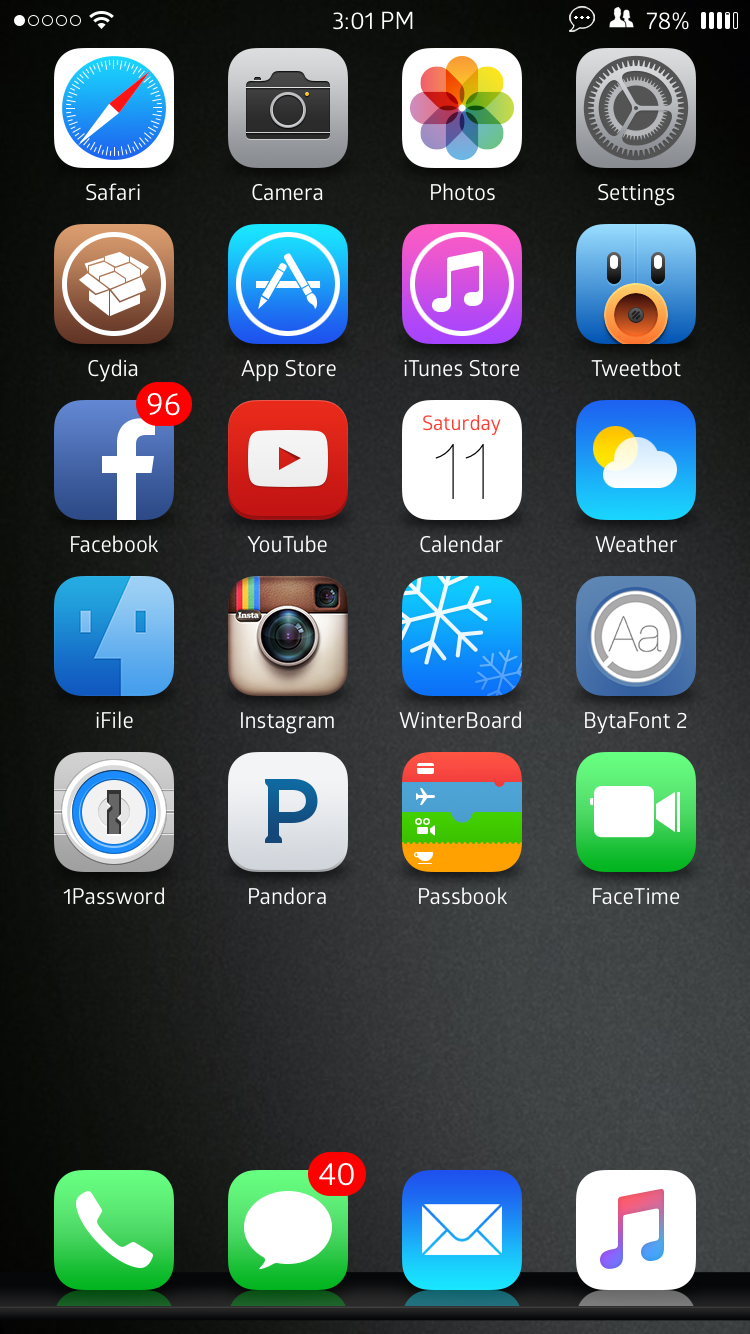 3:01 PM 78%
Safari Camera Photos Settings
Cydia App Store iTunes Store Tweetbot
96
Saturday
11
Facebook YouTube Calendar Weather
Insta
Aa
iFile Instagram WinterBoard BytaFont 2
P
1Password Pandora Passbook FaceTime
40